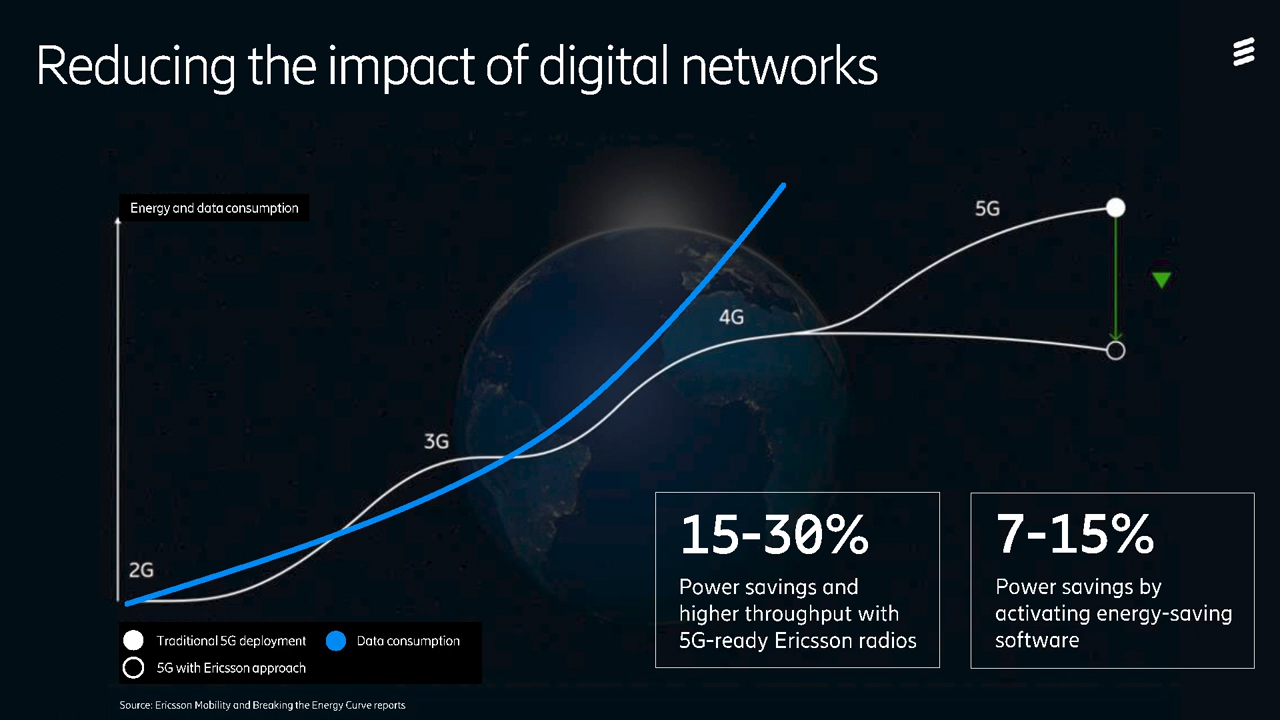 Reducing the impact of digital networks
Energy and data consumption
5G
4G
3G
2G
15-30%
Power savings and
higher throughput with
5G-ready Ericsson radios
7-15%
Power savings by
activating energy-saving
software
Traditional 5G deployment
Data consumption
5G with Ericsson approach
Source: Ericsson Mobility and Breaking the Energy Curve reports